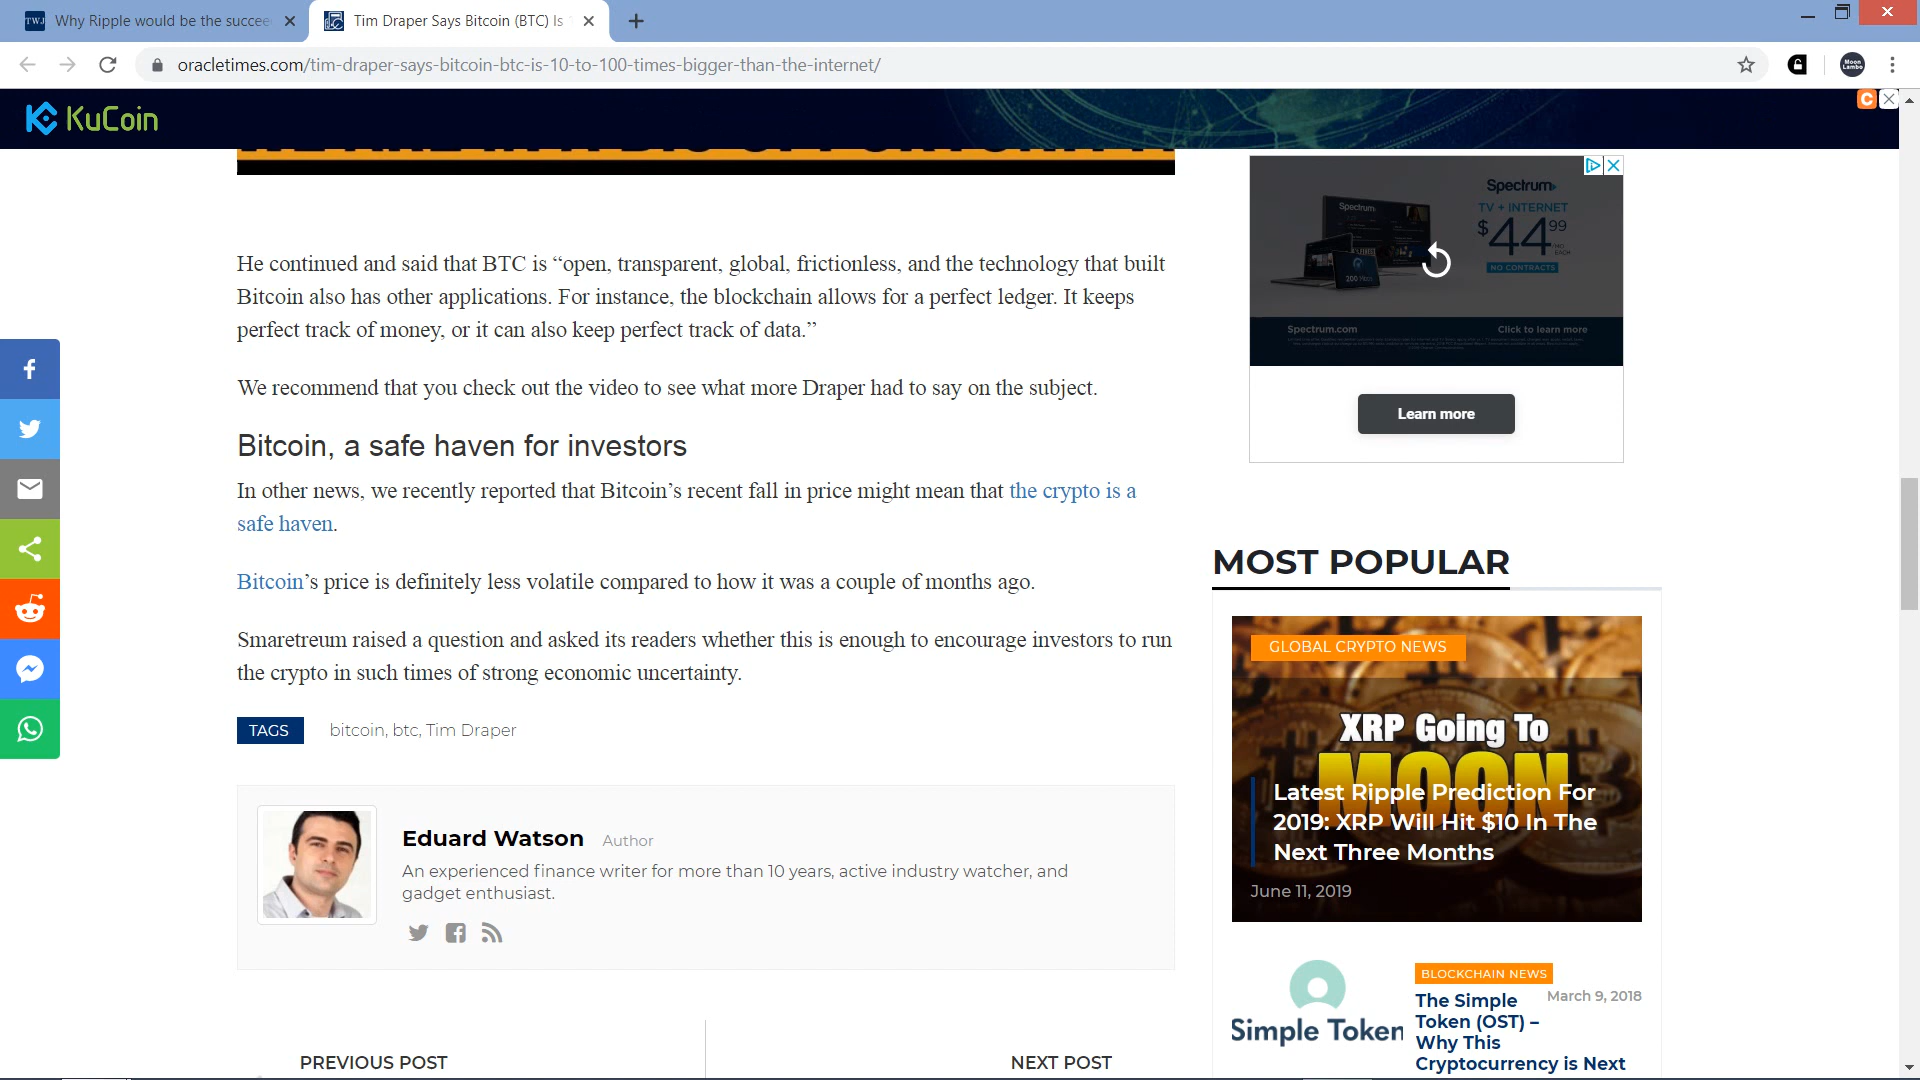 TWJ Why Ripple would be the succee
Tim Draper Says Bitcoin (BTC) Is
oracletimes.com/tim-draper-says-bitcoin-btc-is-10-to-100-times-bigger-than-the-internet/
Moon
Lambo
KuCoin
C
Spectrum
TV + INTERNET
$44 99
/MO
EACH
NO CONTRACTS
Spectrum
200 Mbps
Spectrum.com Click to learn more
Learn more
He continued and said that BTC is “open, transparent, global, frictionless, and the technology that built
Bitcoin also has other applications. For instance, the blockchain allows for a perfect ledger. It keeps
perfect track of money, or it can also keep perfect track of data.”
We recommend that you check out the video to see what more Draper had to say on the subject.
Bitcoin, a safe haven for investors
In other news, we recently reported that Bitcoin’s recent fall in price might mean that the crypto is a
safe haven.
Bitcoin’s price is definitely less volatile compared to how it was a couple of months ago.
Smaretreum raised a question and asked its readers whether this is enough to encourage investors to run
the crypto in such times of strong economic uncertainty.
TAGS bitcoin, btc, Tim Draper
Eduard Watson Author
An experienced finance writer for more than 10 years, active industry watcher, and
gadget enthusiast.
PREVIOUS POST
NEXT POST
MOST POPULAR
GLOBAL CRYPTO NEWS
XRP Going To
MOON
Latest Ripple Prediction For
2019: XRP Will Hit $10 In The
Next Three Months
June 11, 2019
Simple Token
BLOCKCHAIN NEWS
March 9, 2018
The Simple
Token (OST) –
Why This
Cryptocurrency is Next